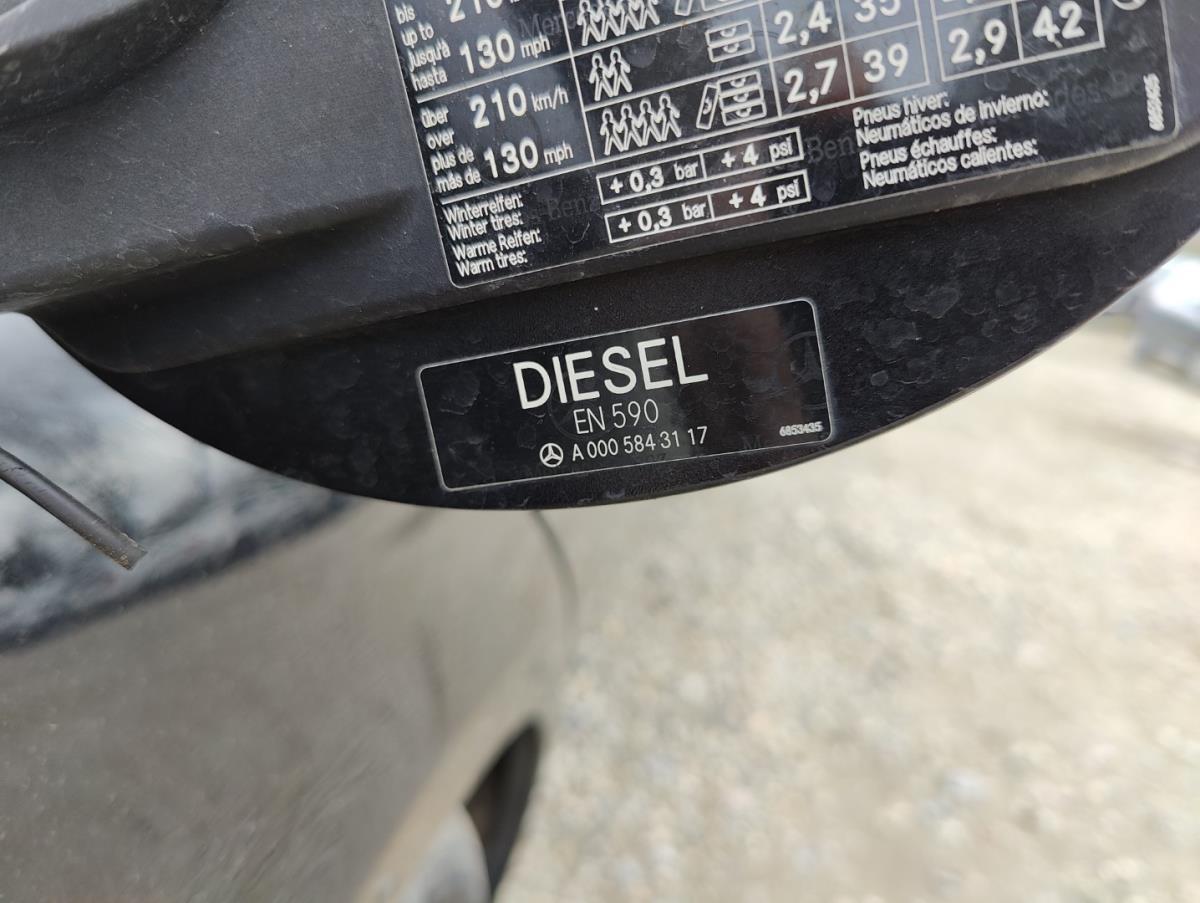 bis 210
up to
jusqu'à 130 mph
hasta
2,4 35
über 210 km/h
over
plus de 130 mph
más de
2,7 39 2,9 42
Winterreifen: +0,3 bar +4 psi Pneus hiver:
Winter tires: Neumáticos de invierno:
Warme Reifen: +0,3 bar +4 psi Pneus échauffes:
Warm tires: Neumáticos calientes:
DIESEL
EN 590
A 000 584 31 17
6853435